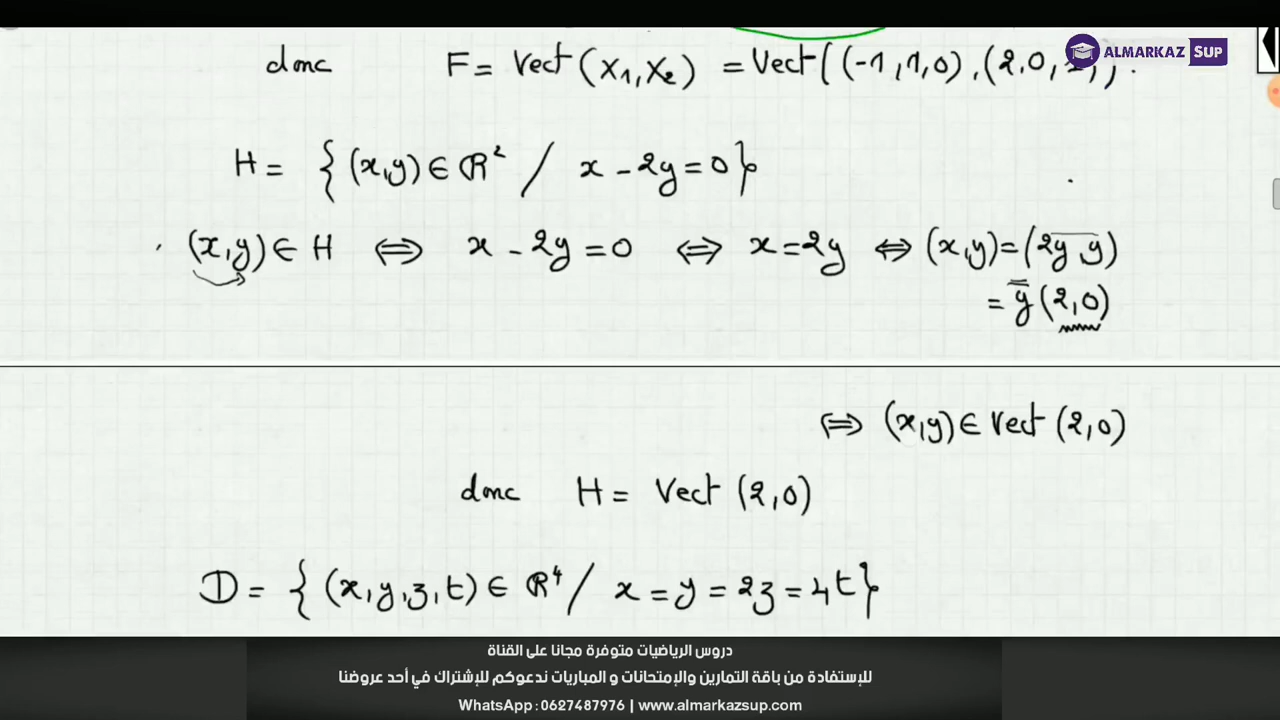 ALMARKAZ SUP
donc F = Vect(X₁, X₂) = Vect((-1,1,0),(2,0,
H = {(x,y) ∈ ℝ² / x - 2y = 0}
(x,y) ∈ H ⇔ x - 2y = 0 ⇔ x = 2y ⇔ (x,y) = (2y,y)
= y(2,0)
⇔ (x,y) ∈ Vect(2,0)
donc H = Vect(2,0)
D = {(x,y,z,t) ∈ ℝ⁴ / x = y = 2z = 4t}
دروس الرياضيات متوفرة مجانا على القناة
للإستفادة من باقة التمارين والإمتحانات و المباريات ندعوكم للإشتراك في أحد عروضنا
WhatsApp : 0627487976 | www.almarkazsup.com